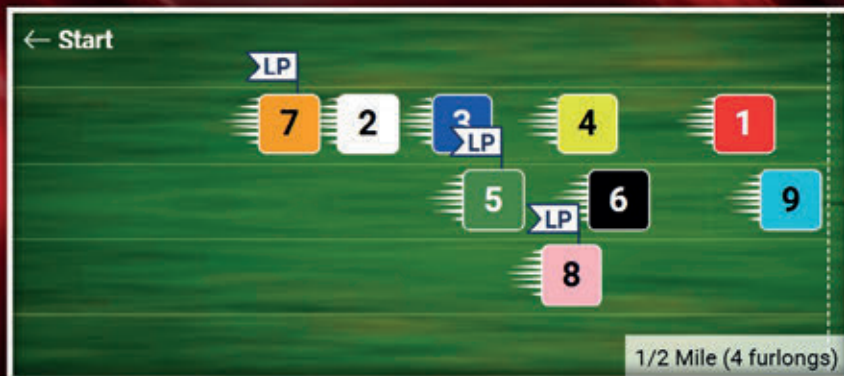 ← Start
LP
7 2 3 4 1
LP
5 6 9
LP
8
1/2 Mile (4 furlongs)